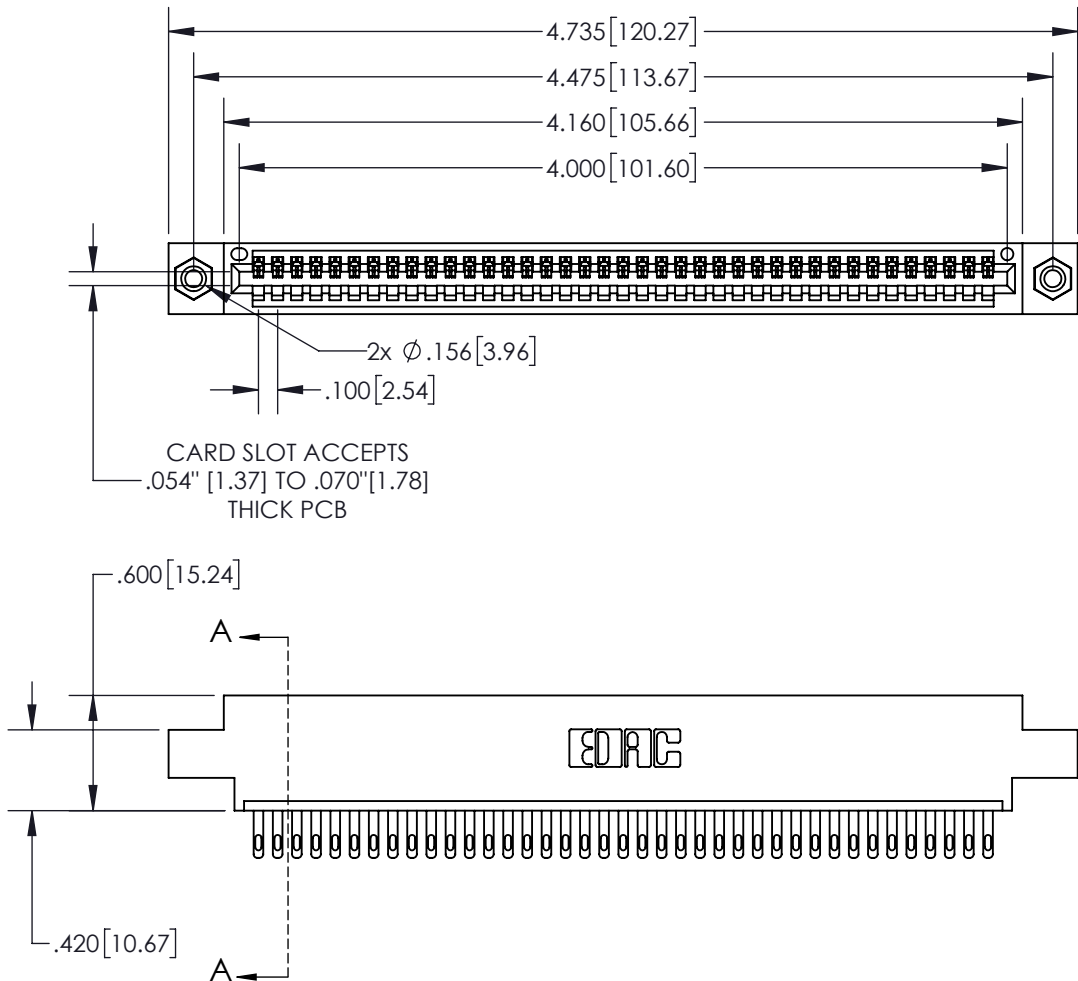 4.735[120.27]
4.475[113.67]
4.160[105.66]
4.000[101.60]
2x Ø.156[3.96]
.100[2.54]
CARD SLOT ACCEPTS
.054" [1.37] TO .070"[1.78]
THICK PCB
.600[15.24]
A
EDAC
.420[10.67]
A